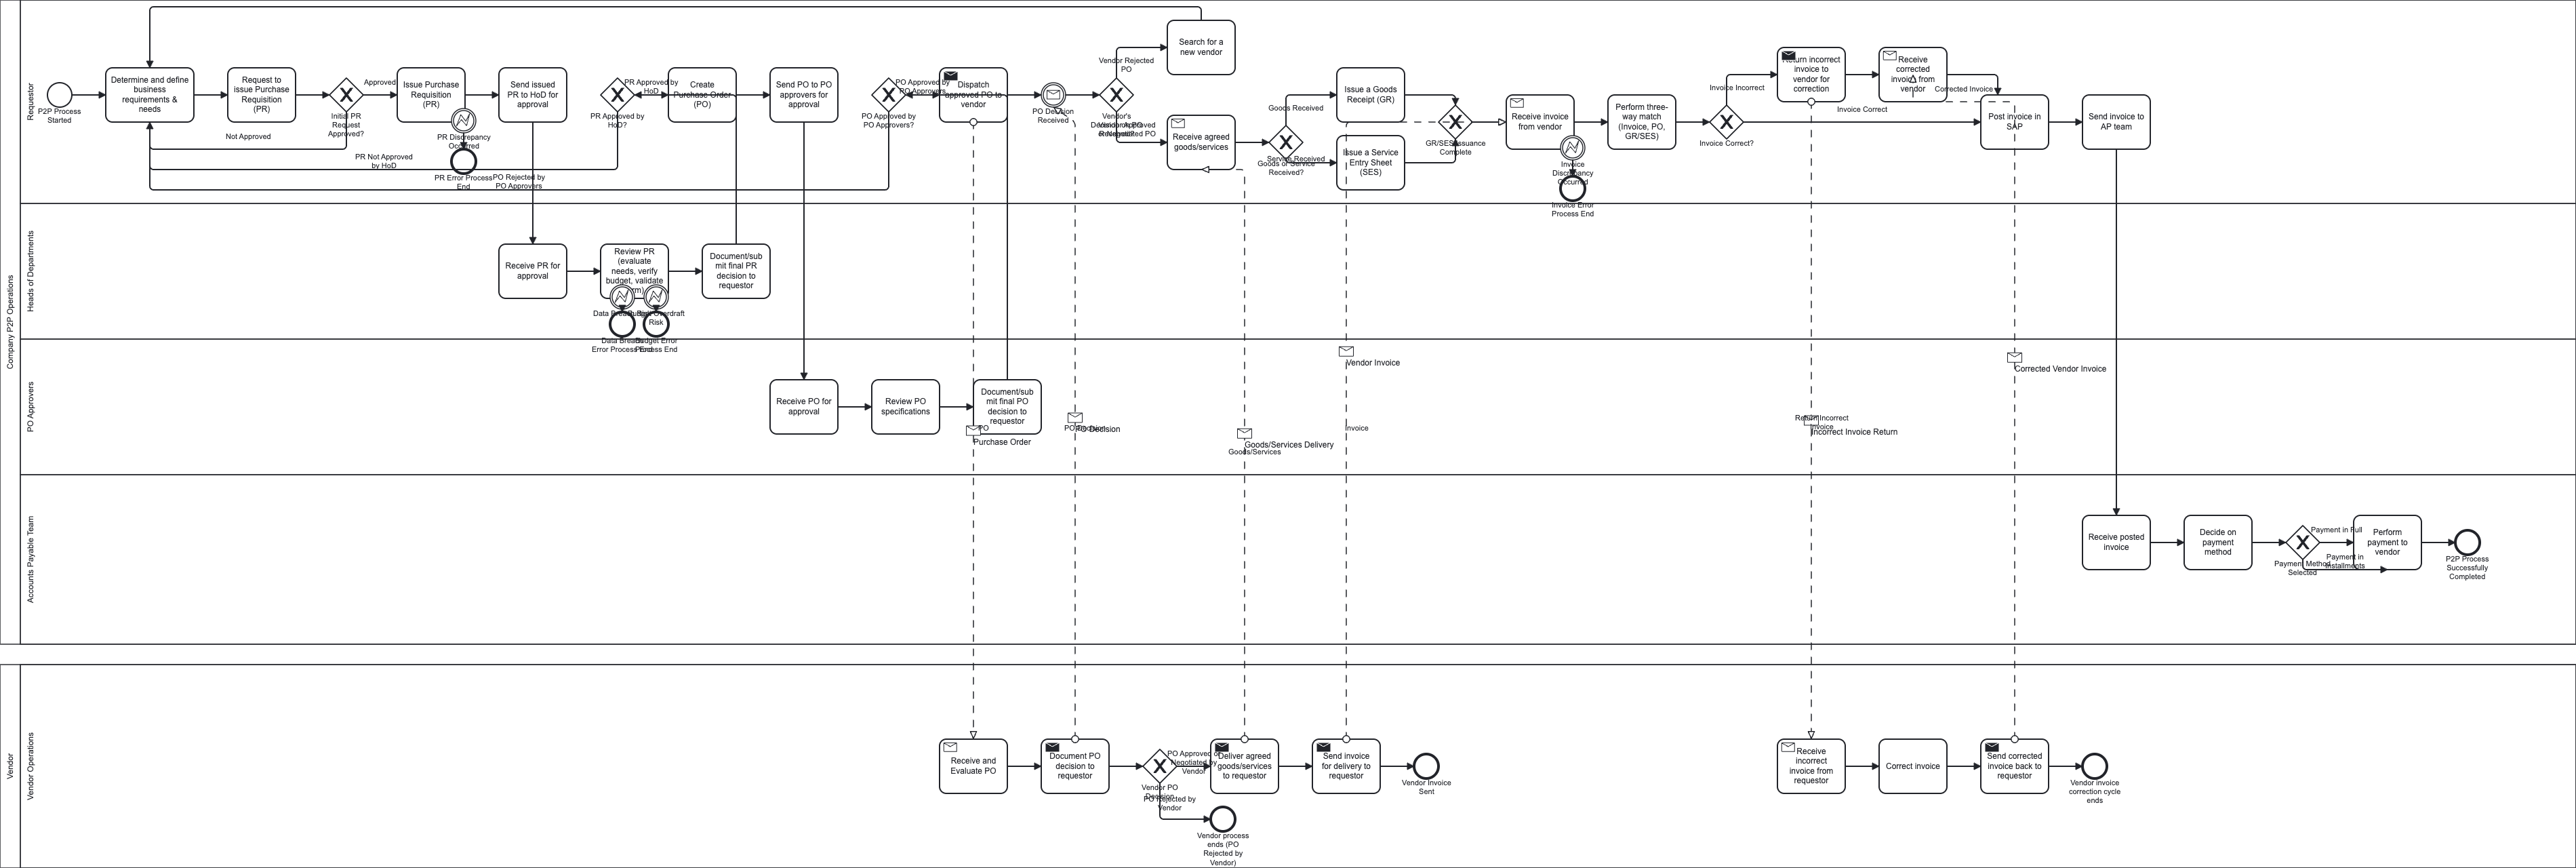 Company P2P Operations
Requestor
P2P Process
Started
Determine and define
business
requirements &
needs
Request to
issue Purchase
Requisition
(PR)
Initial PR
Request
Approved?
Approved
Not Approved
Issue Purchase
Requisition
(PR)
PR Discrepancy
Occurred
PR Error Process
End
Send issued
PR to HoD for
approval
PR Approved by
HoD?
PR Approved by
HoD
PR Not Approved
by HoD
Create
Purchase Order
(PO)
Send PO to PO
approvers for
approval
PO Approved by
PO Approvers?
PO Approved by
PO Approvers
PO Rejected by
PO Approvers
Dispatch
approved PO to
vendor
PO Decision
Received
Vendor's
Vendor Rejected
PO
Search for a
new vendor
Receive agreed
goods/services
Goods or Service
Received?
Goods Received
Service Received
Issue a Goods
Receipt (GR)
Issue a Service
Entry Sheet
(SES)
GR/SES Issuance
Complete
Receive invoice
from vendor
Invoice
Discrepancy
Occurred
Invoice Error
Process End
Perform three-
way match
(Invoice, PO,
GR/SES)
Invoice Correct?
Invoice Incorrect
Invoice Correct
Return incorrect
invoice to
vendor for
correction
Receive
corrected
invoice from
vendor
Corrected Invoice
Post invoice in
SAP
Send invoice to
AP team
Heads of Departments
Receive PR for
approval
Review PR
(evaluate
needs, verify
budget, validate
Data Breach
Overdraft
Risk
Data Breach
Error Process End
Budget Error
Process End
Document/sub
mit final PR
decision to
requestor
PO Approvers
Receive PO for
approval
Review PO
specifications
Document/sub
mit final PO
decision to
requestor
PO
Purchase Order
PO Decision
Goods/Services Delivery
Goods/Services
Vendor Invoice
Invoice
Return Incorrect
Invoice
Incorrect Invoice Return
Corrected Vendor Invoice
Accounts Payable Team
Receive posted
invoice
Decide on
payment
method
Payment Method
Selected
Payment in Full
Payment in
Installments
Perform
payment to
vendor
P2P Process
Successfully
Completed
Vendor
Vendor Operations
Receive and
Evaluate PO
Document PO
decision to
requestor
Vendor PO
Decision
PO Approved or
Negotiated by
Vendor
PO Rejected by
Vendor
Vendor process
ends (PO
Rejected by
Vendor)
Deliver agreed
goods/services
to requestor
Send invoice
for delivery to
requestor
Vendor Invoice
Sent
Receive
incorrect
invoice from
requestor
Correct invoice
Send corrected
invoice back to
requestor
Vendor invoice
correction cycle
ends